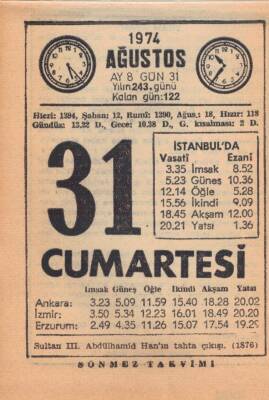 1974
AĞUSTOS
AY 8 GÜN 31
Yılın 243. günü
Kalan gün: 122
Hicrî: 1394, Şaban: 12, Rumî: 1390, Ağus.: 18, Hızır: 118
Gündüz: 13.22 D., Gece: 10.38 D., G. kısalması: 2 D.
31
İSTANBUL'DA
Vasatî Ezanî
3.35 İmsak 8.52
5.23 Güneş 10.36
12.14 Öğle 5.28
15.56 İkindi 9.09
18.45 Akşam 12.00
20.21 Yatsı 1.36
CUMARTESİ
İmsak Güneş Öğle İkindi Akşam Yatsı
Ankara: 3.23 5.09 11.59 15.40 18.28 20.02
İzmir: 3.50 5.34 12.23 16.01 18.49 20.20
Erzurum: 2.49 4.35 11.26 15.07 17.54 19.29
Sultan III. Abdülhamid Han'ın tahta çıkışı. (1876)
SÖNMEZ TAKVİMİ